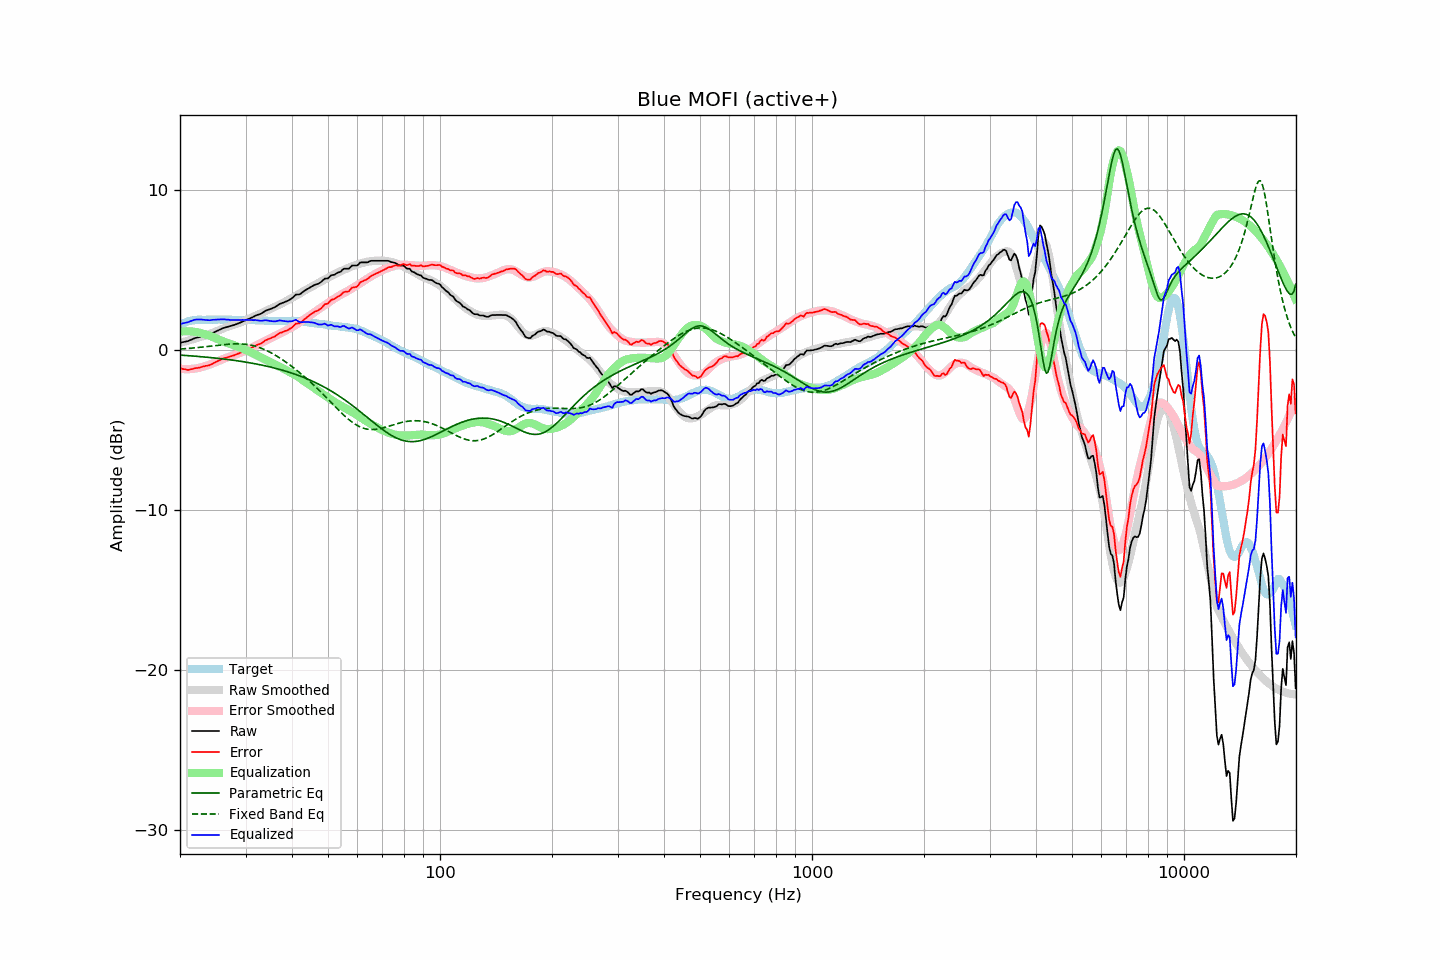 Blue MOFI (active+)
Amplitude (dBr)
10
0
−10
−20
−30
Target
Raw Smoothed
Error Smoothed
Raw
Error
Equalization
Parametric Eq
Fixed Band Eq
Equalized
100
1000
10000
Frequency (Hz)